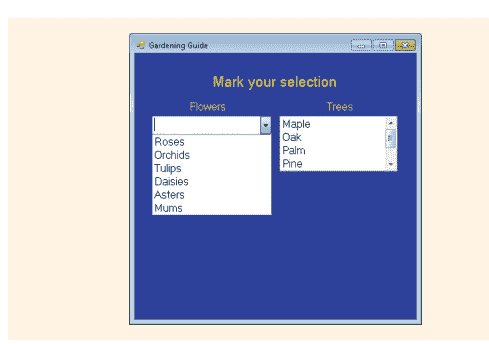 Gardening Guide
Mark your selection
Flowers
Trees
Roses
Orchids
Tulips
Daisies
Asters
Mums
Maple
Oak
Palm
Pine